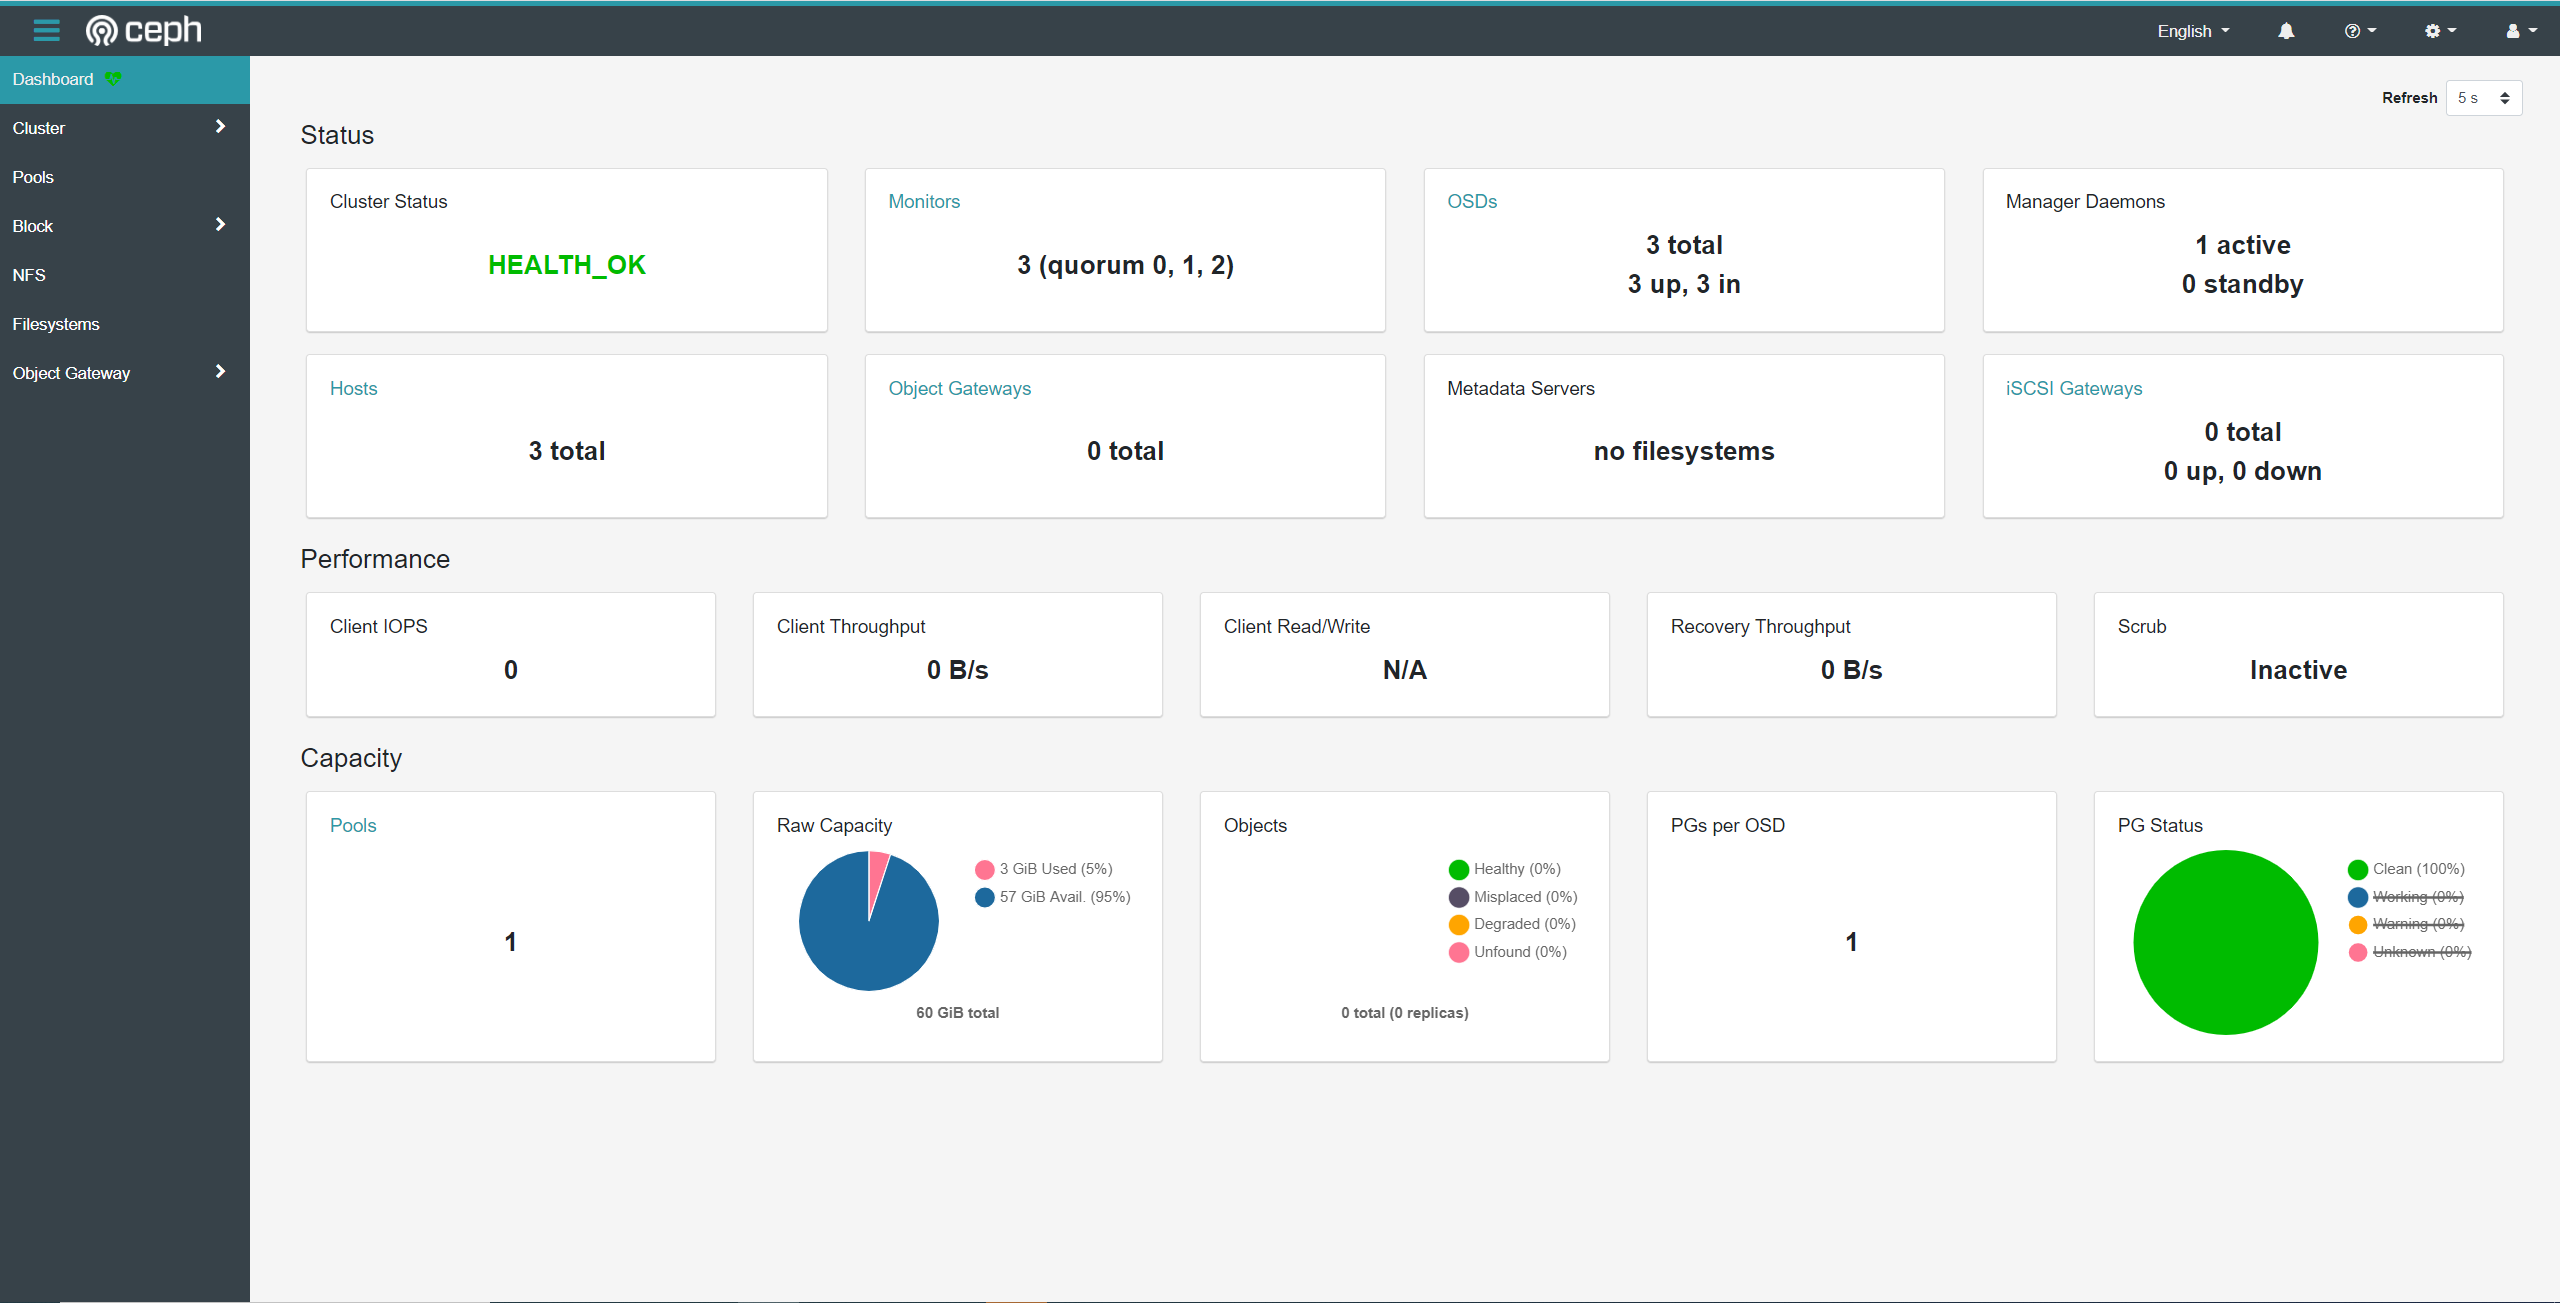 ceph
English
Dashboard
Cluster
Pools
Block
NFS
Filesystems
Object Gateway
Refresh
5 s
Status
Cluster Status
HEALTH_OK
Monitors
3 (quorum 0, 1, 2)
OSDs
3 total
3 up, 3 in
Manager Daemons
1 active
0 standby
Hosts
3 total
Object Gateways
0 total
Metadata Servers
no filesystems
iSCSI Gateways
0 total
0 up, 0 down
Performance
Client IOPS
0
Client Throughput
0 B/s
Client Read/Write
N/A
Recovery Throughput
0 B/s
Scrub
Inactive
Capacity
Pools
1
Raw Capacity
3 GiB Used (5%)
57 GiB Avail. (95%)
60 GiB total
Objects
Healthy (0%)
Misplaced (0%)
Degraded (0%)
Unfound (0%)
0 total (0 replicas)
PGs per OSD
1
PG Status
Clean (100%)
Working (0%)
Warning (0%)
Unknown (0%)